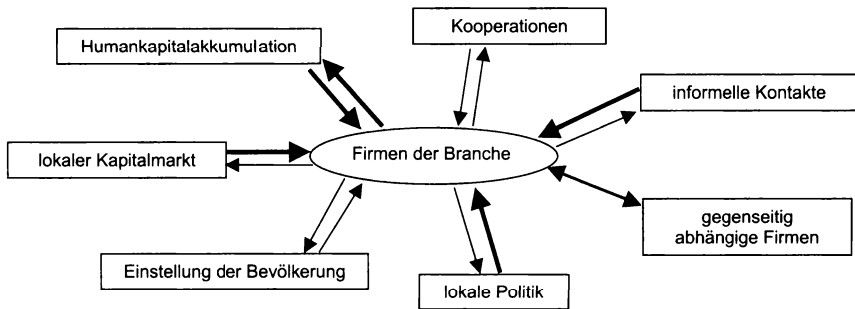 Kooperationen
Humankapitalakkumulation
informelle Kontakte
Firmen der Branche
lokaler Kapitalmarkt
gegenseitig
abhängige Firmen
Einstellung der Bevölkerung
lokale Politik